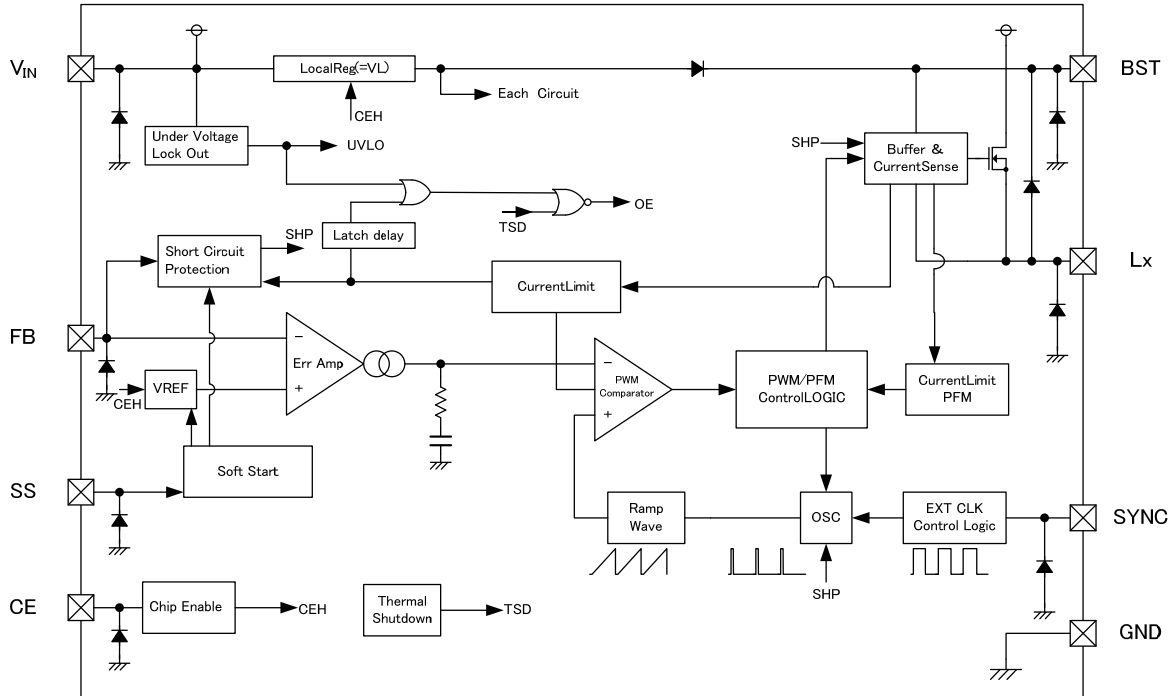 VIN
LocalReg(=VL)
BST
Each Circuit
CEH
Under Voltage
Lock Out
UVLO
SHP
Buffer &
CurrentSense
OE
TSD
Latch delay
SHP
Short Circuit
Protection
CurrentLimit
Lx
FB
−
Err Amp
+
CEH
VREF
−
PWM
Comparator
+
PWM/PFM
ControlLOGIC
CurrentLimit
PFM
Soft Start
SS
Ramp
Wave
OSC
EXT CLK
Control Logic
SYNC
SHP
CE
Chip Enable
CEH
Thermal
Shutdown
TSD
GND